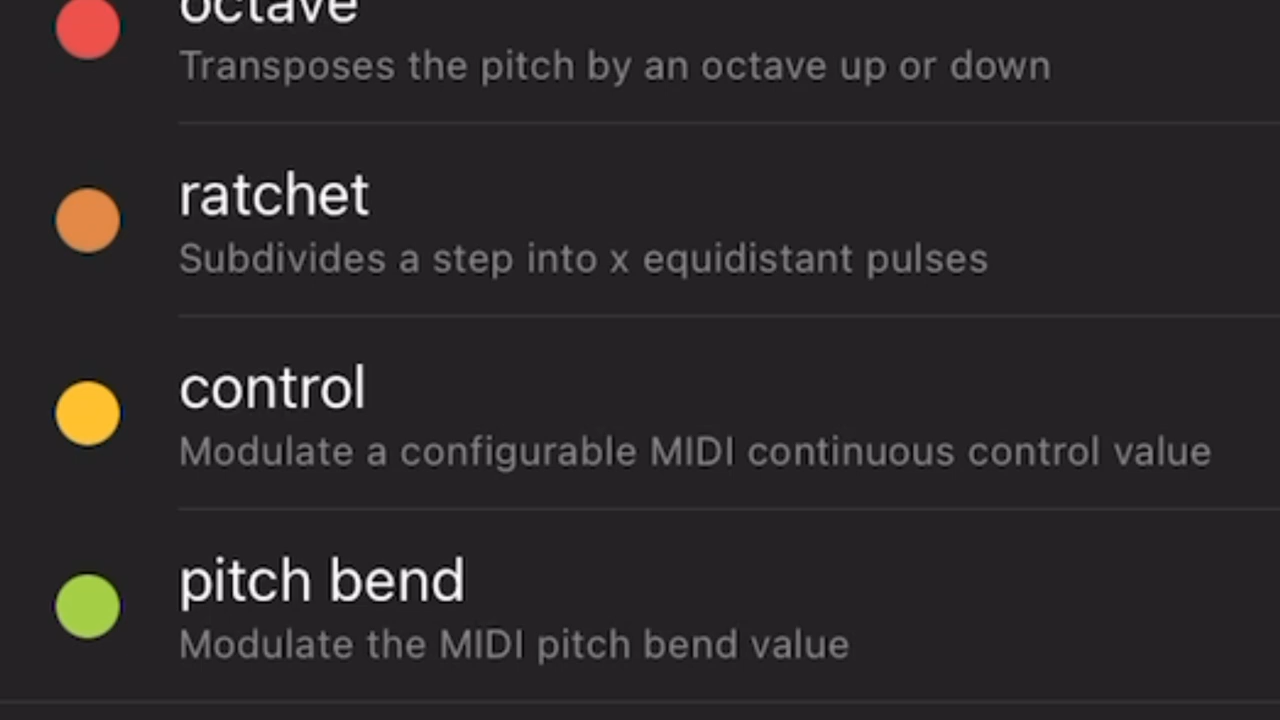 octave
Transposes the pitch by an octave up or down
ratchet
Subdivides a step into x equidistant pulses
control
Modulate a configurable MIDI continuous control value
pitch bend
Modulate the MIDI pitch bend value